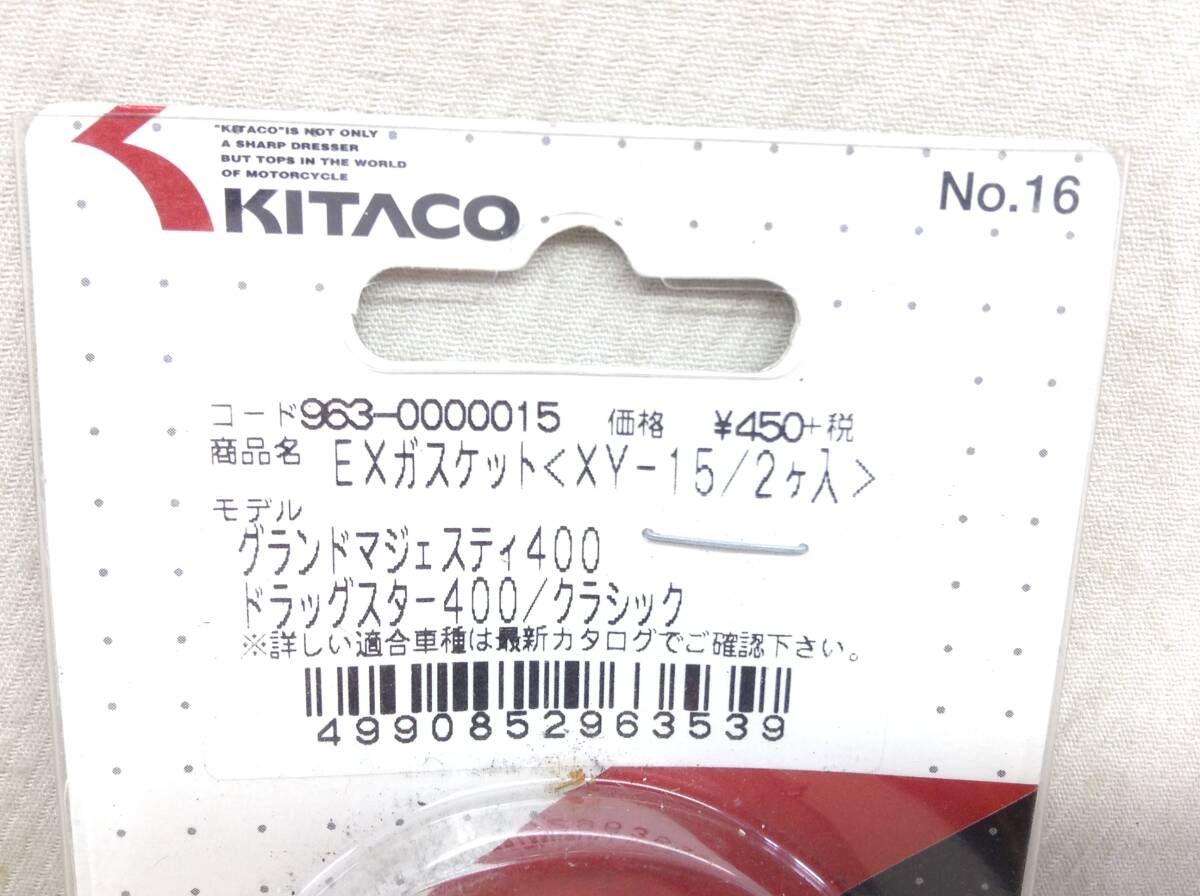 "KITACO"IS NOT ONLY
A SHARP DRESSER
BUT TOPS IN THE WORLD
OF MOTORCYCLE
KITACO
No.16
コード963-0000015 価格 ¥450+税
商品名 EXガスケット<XY-15/2ヶ入>
モデル
グランドマジェスティ400
ドラッグスター400/クラシック
※詳しい適合車種は最新カタログでご確認下さい。
4990852963539